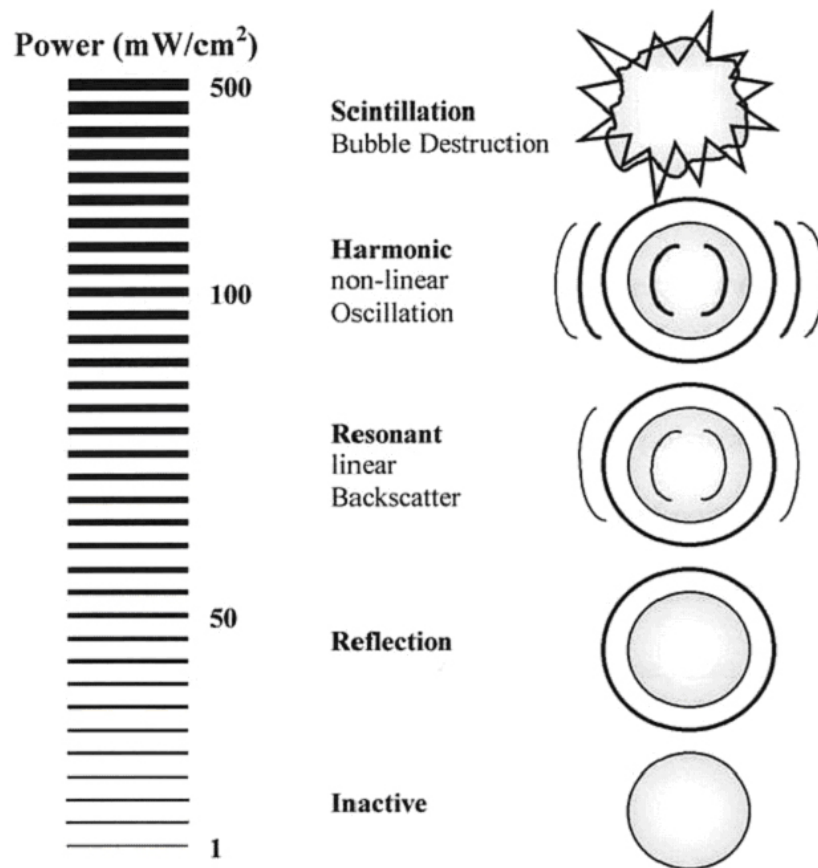 Power (mW/cm²)
500
Scintillation
Bubble Destruction
Harmonic
non-linear
100
Oscillation
Resonant
linear
Backscatter
50
Reflection
Inactive
1